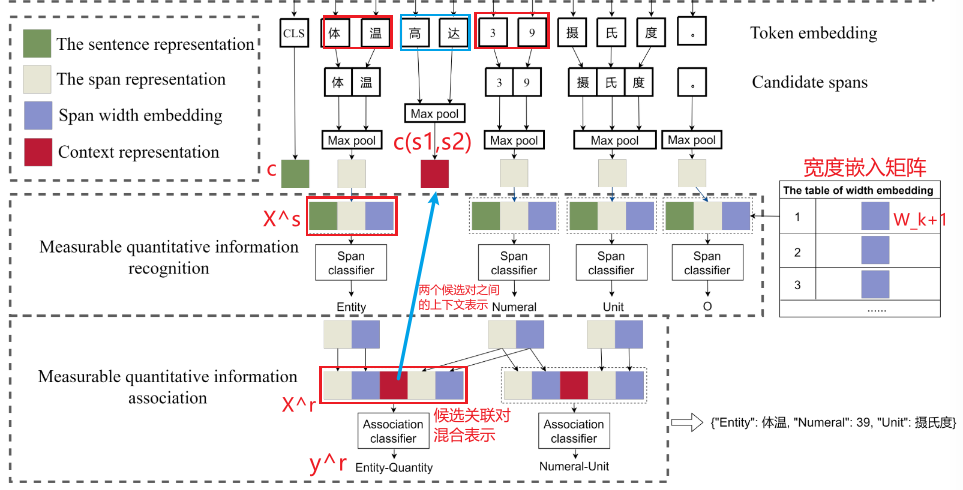 The sentence representation
The span representation
Span width embedding
Context representation
CLS 体 温 高 达 3 9 摄 氏 度 。
Token embedding
体 温 3 9 摄 氏 度 。
Candidate spans
Max pool
Max pool Max pool Max pool Max pool
c(s1,s2)
c
宽度嵌入矩阵
The table of width embedding
1
W_k+1
2
3
......
X^s
Measurable quantitative information
recognition
Span
classifier
Span
classifier
Span
classifier
Span
classifier
Entity
Numeral
Unit
O
两个候选对之间
的上下文表示
Measurable quantitative information
association
X^r
候选关联对
混合表示
Association
classifier
Association
classifier
y^r
Entity-Quantity
Numeral-Unit
{"Entity": 体温, "Numeral": 39, "Unit": 摄氏度}